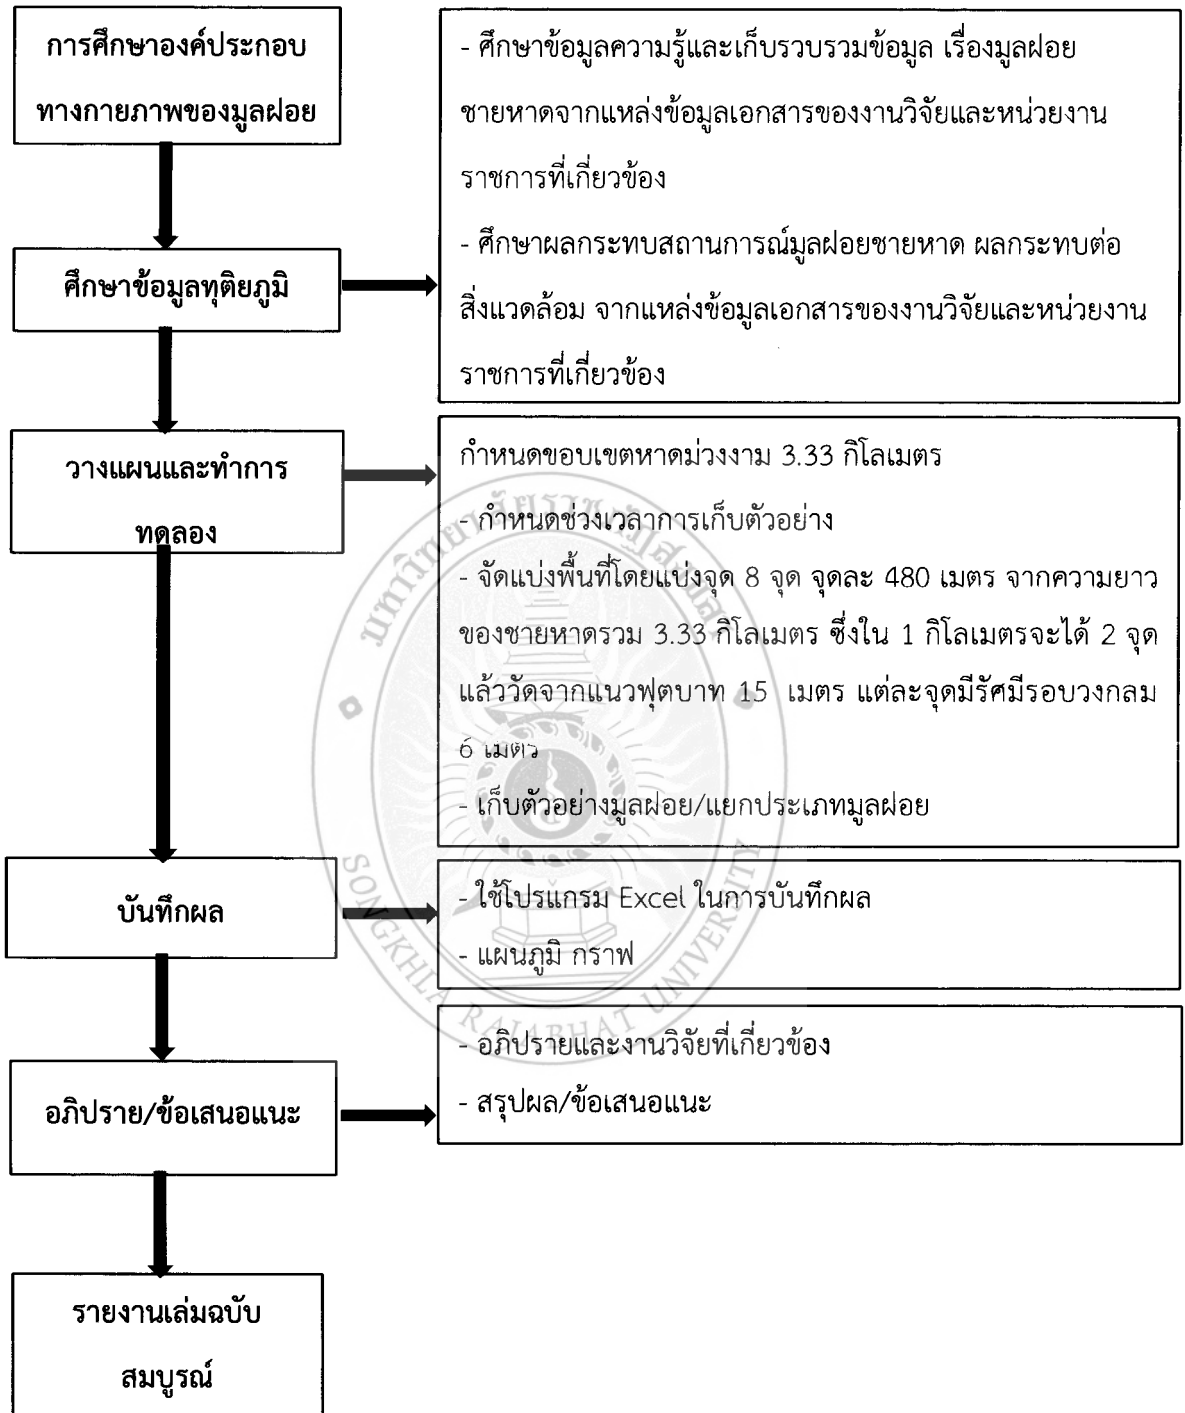 การศึกษาองค์ประกอบ
ทางกายภาพของมูลฝอย
- ศึกษาข้อมูลความรู้และเก็บรวบรวมข้อมูล เรื่องมูลฝอย
ชายหาดจากแหล่งข้อมูลเอกสารของงานวิจัยและหน่วยงาน
ราชการที่เกี่ยวข้อง
- ศึกษาผลกระทบสถานการณ์มูลฝอยชายหาด ผลกระทบต่อ
สิ่งแวดล้อม จากแหล่งข้อมูลเอกสารของงานวิจัยและหน่วยงาน
ราชการที่เกี่ยวข้อง
ศึกษาข้อมูลทุติยภูมิ
วางแผนและทำการ
ทดลอง
กำหนดขอบเขตหาดม่วงงาม 3.33 กิโลเมตร
- กำหนดช่วงเวลาการเก็บตัวอย่าง
- จัดแบ่งพื้นที่โดยแบ่งจุด 8 จุด จุดละ 480 เมตร จากความยาว
ของชายหาดรวม 3.33 กิโลเมตร ซึ่งใน 1 กิโลเมตรจะได้ 2 จุด
แล้ววัดจากแนวฟุตบาท 15 เมตร แต่ละจุดมีรัศมีรอบวงกลม
6 เมตร
- เก็บตัวอย่างมูลฝอย/แยกประเภทมูลฝอย
บันทึกผล
- ใช้โปรแกรม Excel ในการบันทึกผล
- แผนภูมิ กราฟ
อภิปราย/ข้อเสนอแนะ
- อภิปรายและงานวิจัยที่เกี่ยวข้อง
- สรุปผล/ข้อเสนอแนะ
รายงานเล่มฉบับ
สมบูรณ์
มหาวิทยาลัยราชภัฏสงขลา
SONGKHLA RAJABHAT UNIVERSITY